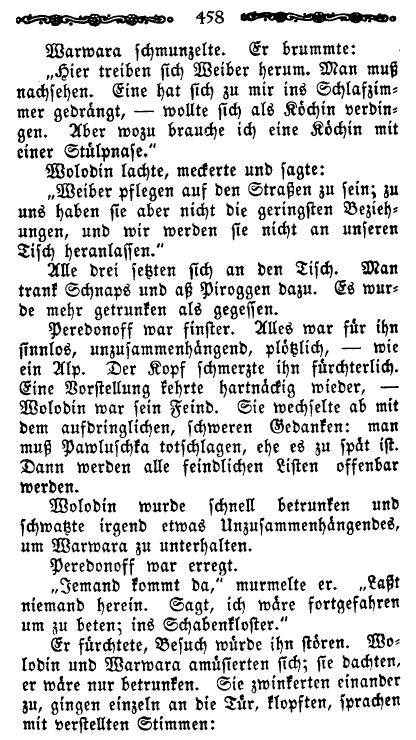 458
Warwara schmunzelte. Er brummte:
„Hier treiben sich Weiber herum. Man muß
nachsehen. Eine hat sich zu mir ins Schlafzim-
mer gedrängt, — wollte sich als Köchin verdin-
gen. Aber wozu brauche ich eine Köchin mit
einer Stülpnase.“
Wolodin lachte, meckerte und sagte:
„Weiber pflegen auf den Straßen zu sein; zu
uns haben sie aber nicht die geringsten Bezieh-
ungen, und wir werden sie nicht an unseren
Tisch heranlassen.“
Alle drei setzten sich an den Tisch. Man
trank Schnaps und aß Piroggen dazu. Es wur-
de mehr getrunken als gegessen.
Peredonoff war finster. Alles war für ihn
sinnlos, unzusammenhängend, plötzlich, — wie
ein Alp. Der Kopf schmerzte ihn fürchterlich.
Eine Vorstellung kehrte hartnäckig wieder, —
Wolodin war sein Feind. Sie wechselte ab mit
dem aufdringlichen, schweren Gedanken: man
muß Pawluschka totschlagen, ehe es zu spät ist.
Dann werden alle feindlichen Listen offenbar
werden.
Wolodin wurde schnell betrunken und
schwatzte irgend etwas Unzusammenhängendes,
um Warwara zu unterhalten.
Peredonoff war erregt.
„Jemand kommt da,“ murmelte er. „Laßt
niemand herein. Sagt, ich wäre fortgefahren
um zu beten; ins Schabenkloster.“
Er fürchtete, Besuch würde ihn stören. Wo-
lodin und Warwara amüsierten sich; sie dachten,
er wäre nur betrunken. Sie zwinkerten einander
zu, gingen einzeln an die Tür, klopften, sprachen
mit verstellten Stimmen: